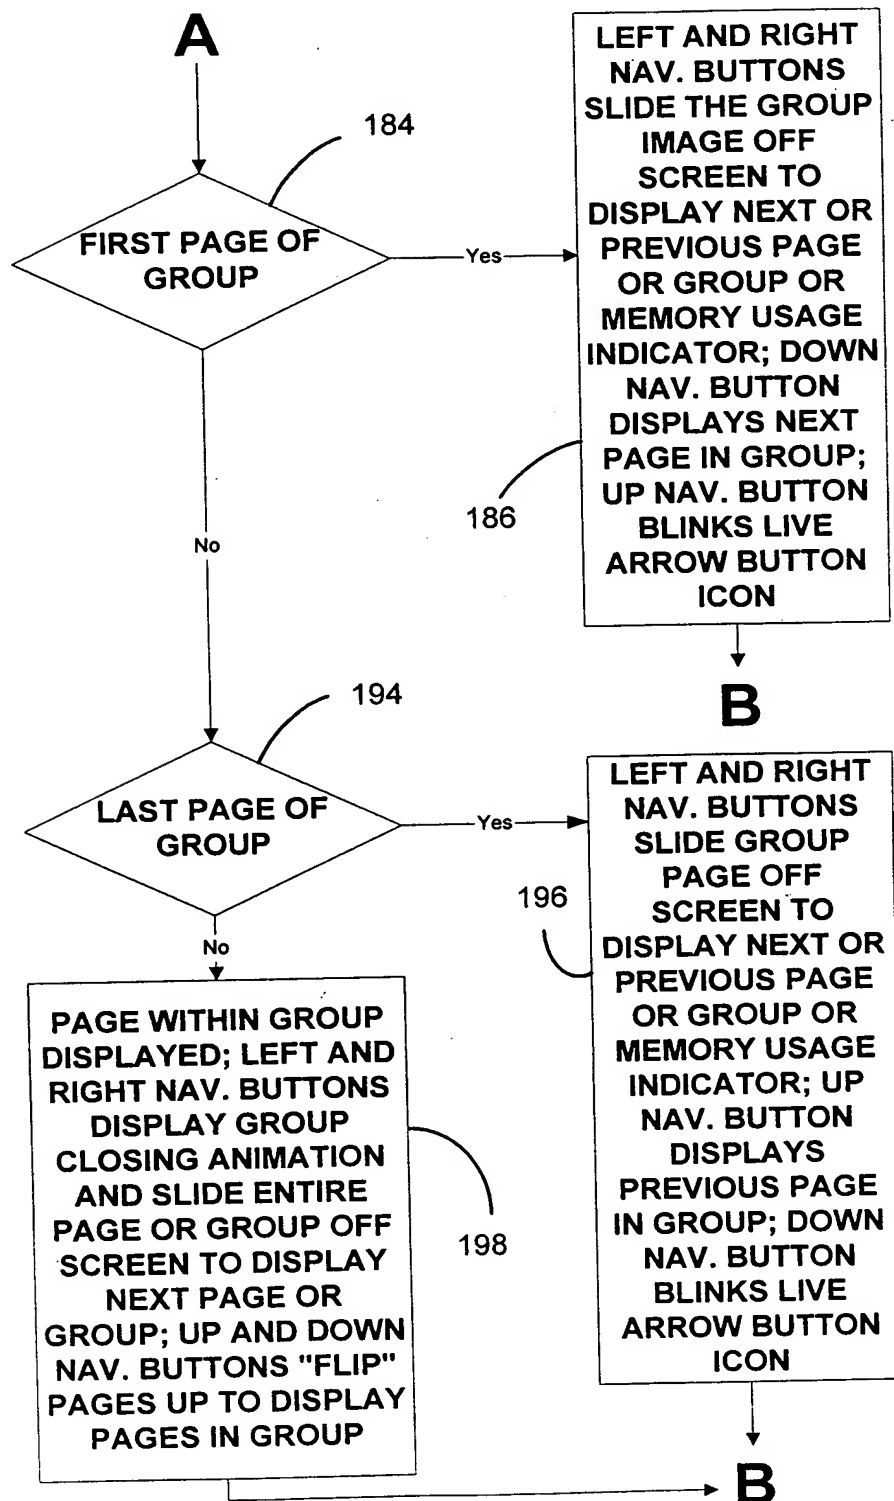 A
184
FIRST PAGE OF
GROUP
Yes
LEFT AND RIGHT
NAV. BUTTONS
SLIDE THE GROUP
IMAGE OFF
SCREEN TO
DISPLAY NEXT OR
PREVIOUS PAGE
OR GROUP OR
MEMORY USAGE
INDICATOR; DOWN
NAV. BUTTON
DISPLAYS NEXT
PAGE IN GROUP;
UP NAV. BUTTON
BLINKS LIVE
ARROW BUTTON
ICON
186
B
No
194
LAST PAGE OF
GROUP
Yes
LEFT AND RIGHT
NAV. BUTTONS
SLIDE GROUP
PAGE OFF
SCREEN TO
DISPLAY NEXT OR
PREVIOUS PAGE
OR GROUP OR
MEMORY USAGE
INDICATOR; UP
NAV. BUTTON
DISPLAYS
PREVIOUS PAGE
IN GROUP; DOWN
NAV. BUTTON
BLINKS LIVE
ARROW BUTTON
ICON
196
No
PAGE WITHIN GROUP
DISPLAYED; LEFT AND
RIGHT NAV. BUTTONS
DISPLAY GROUP
CLOSING ANIMATION
AND SLIDE ENTIRE
PAGE OR GROUP OFF
SCREEN TO DISPLAY
NEXT PAGE OR
GROUP; UP AND DOWN
NAV. BUTTONS "FLIP"
PAGES UP TO DISPLAY
PAGES IN GROUP
198
B